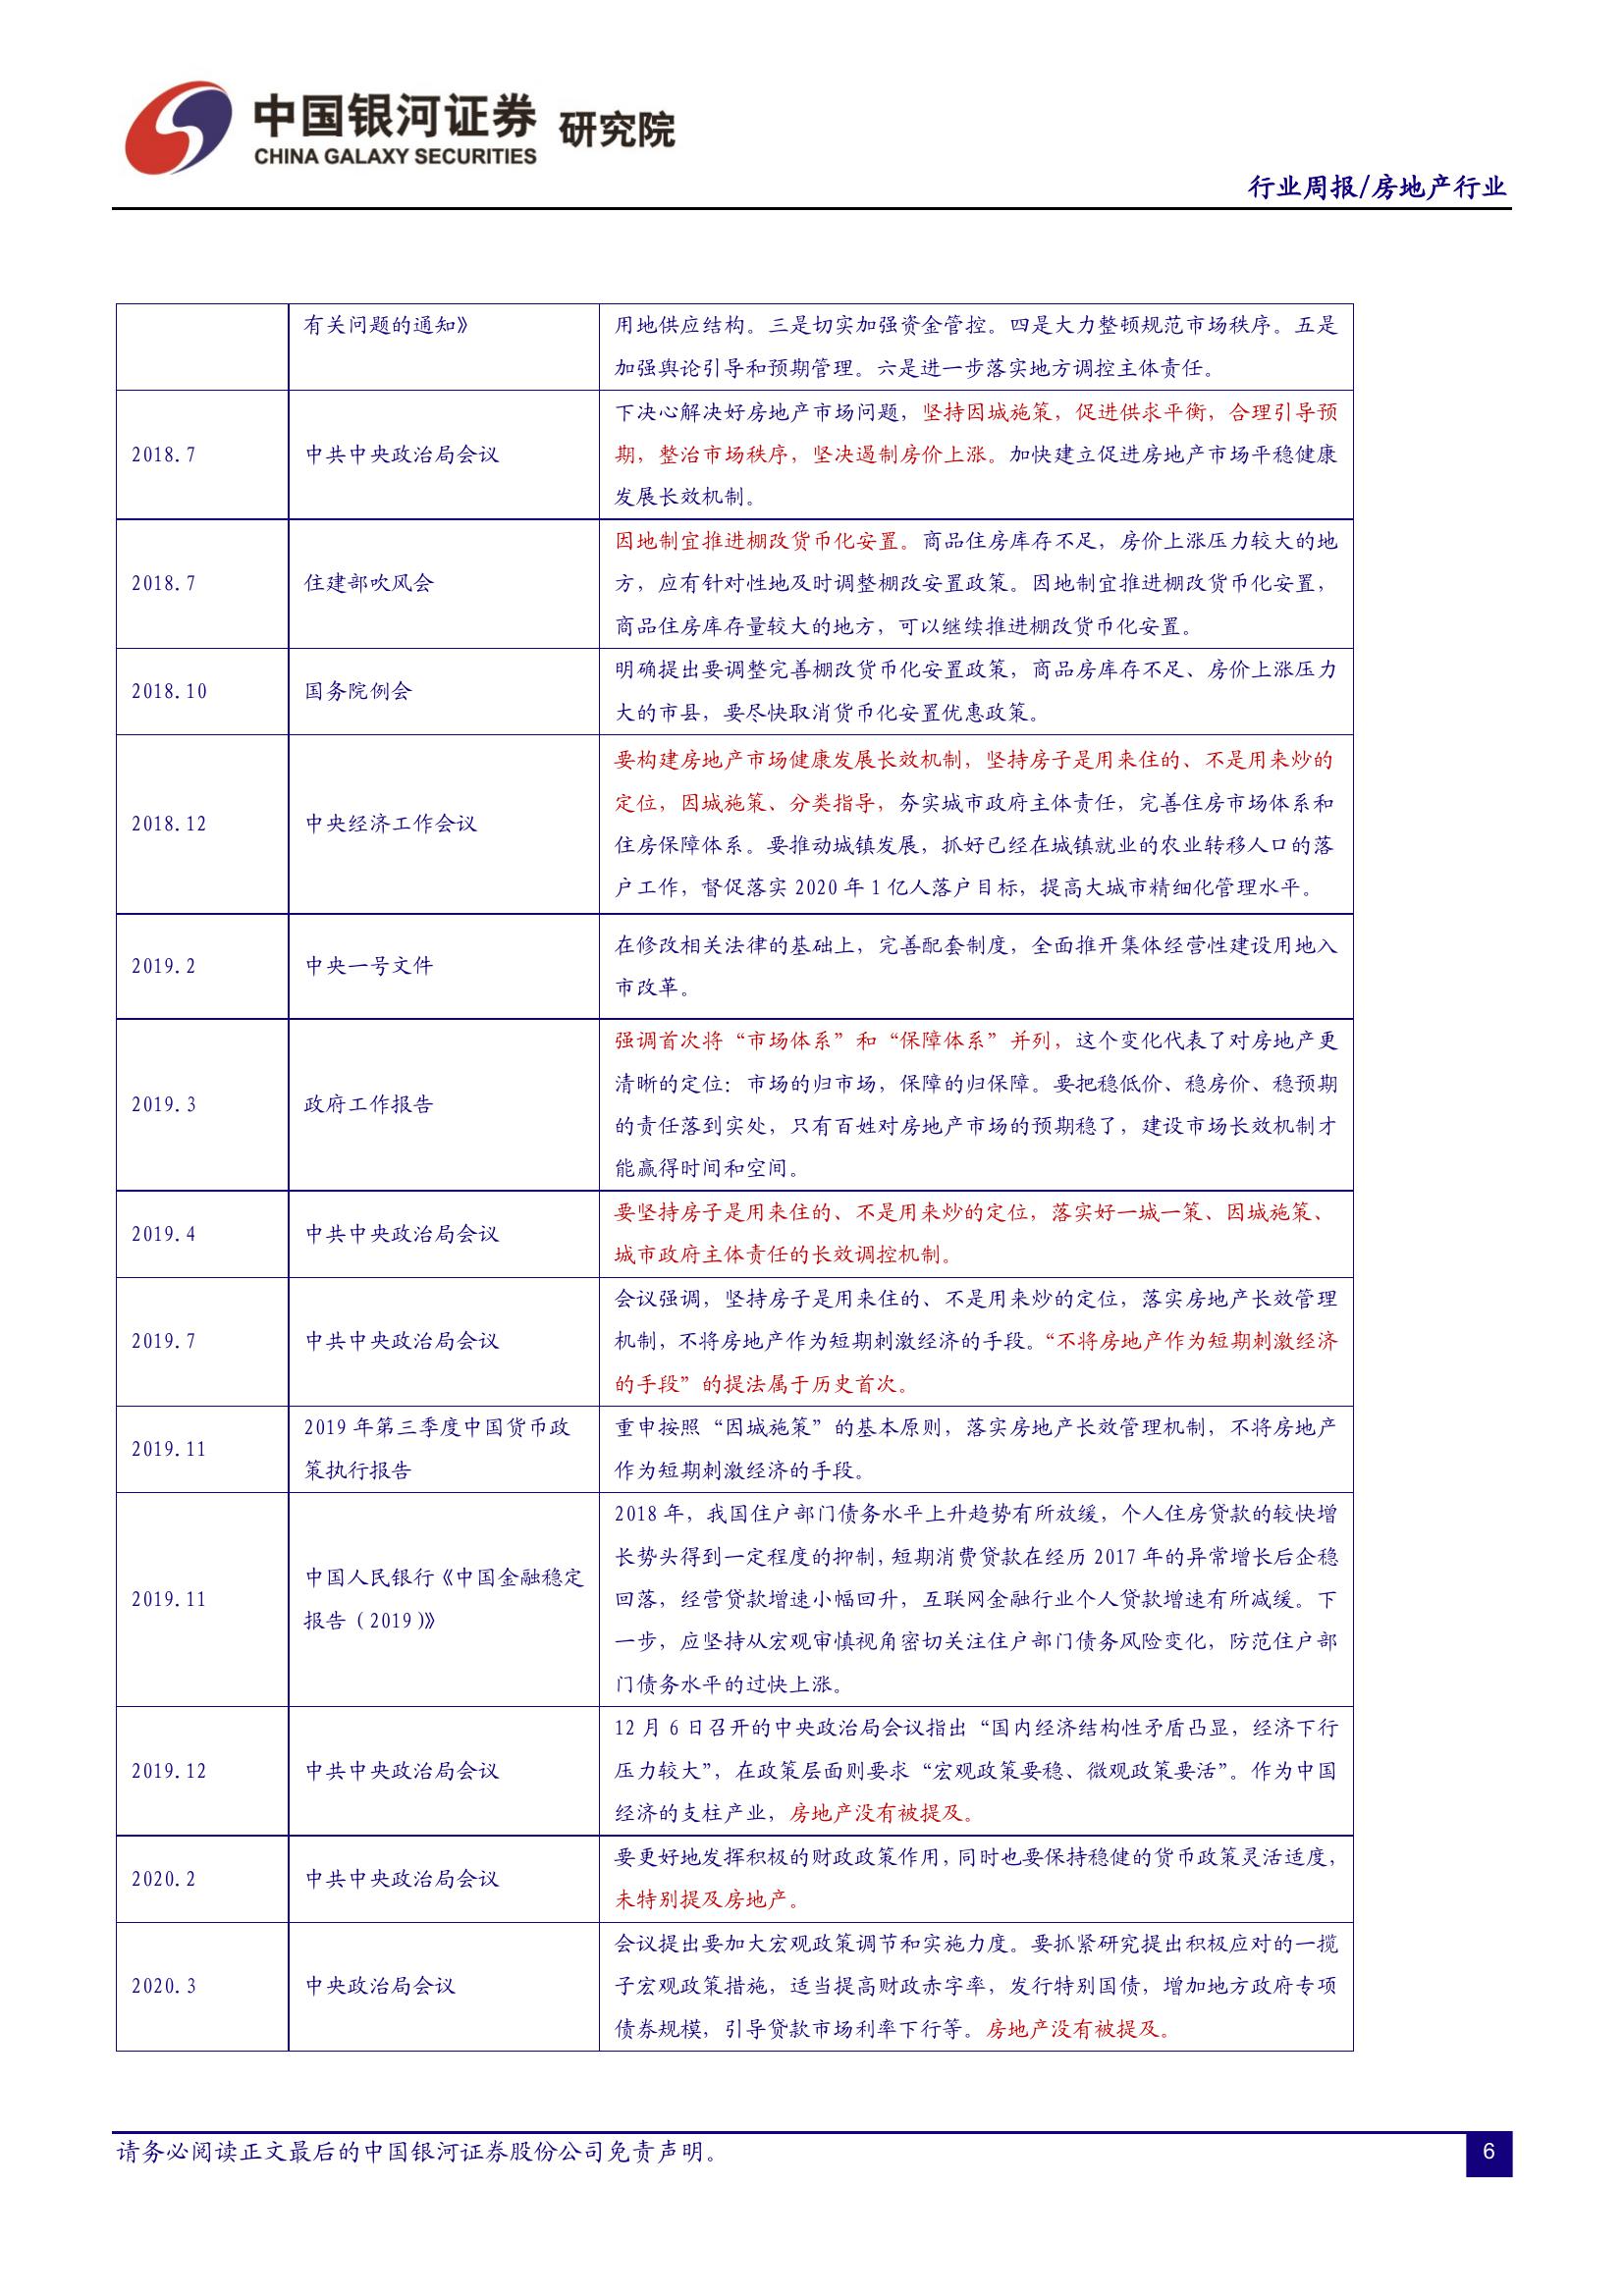 中国银河证券 研究院
CHINA GALAXY SECURITIES
行业周报/房地产行业
有关问题的通知》
用地供应结构。三是切实加强资金管控。四是大力整顿规范市场秩序。五是
加强舆论引导和预期管理。六是进一步落实地方调控主体责任。
2018.7
中共中央政治局会议
下决心解决好房地产市场问题，坚持因城施策，促进供求平衡，合理引导预
期，整治市场秩序，坚决遏制房价上涨。加快建立促进房地产市场平稳健康
发展长效机制。
2018.7
住建部吹风会
因地制宜推进棚改货币化安置。商品住房库存不足，房价上涨压力较大的地
方，应有针对性地及时调整棚改安置政策。因地制宜推进棚改货币化安置，
商品住房库存量较大的地方，可以继续推进棚改货币化安置。
2018.10
国务院例会
明确提出要调整完善棚改货币化安置政策，商品房库存不足、房价上涨压力
大的市县，要尽快取消货币化安置优惠政策。
2018.12
中央经济工作会议
要构建房地产市场健康发展长效机制，坚持房子是用来住的、不是用来炒的
定位，因城施策、分类指导，夯实城市政府主体责任，完善住房市场体系和
住房保障体系。要推动城镇发展，抓好已经在城镇就业的农业转移人口的落
户工作，督促落实 2020 年 1 亿人落户目标，提高大城市精细化管理水平。
2019.2
中央一号文件
在修改相关法律的基础上，完善配套制度，全面推开集体经营性建设用地入
市改革。
2019.3
政府工作报告
强调首次将“市场体系”和“保障体系”并列，这个变化代表了对房地产更
清晰的定位：市场的归市场，保障的归保障。要把稳低价、稳房价、稳预期
的责任落到实处，只有百姓对房地产市场的预期稳了，建设市场长效机制才
能赢得时间和空间。
2019.4
中共中央政治局会议
要坚持房子是用来住的、不是用来炒的定位，落实好一城一策、因城施策、
城市政府主体责任的长效调控机制。
2019.7
中共中央政治局会议
会议强调，坚持房子是用来住的、不是用来炒的定位，落实房地产长效管理
机制，不将房地产作为短期刺激经济的手段。“不将房地产作为短期刺激经济
的手段”的提法属于历史首次。
2019.11
2019 年第三季度中国货币政
策执行报告
重申按照“因城施策”的基本原则，落实房地产长效管理机制，不将房地产
作为短期刺激经济的手段。
2019.11
中国人民银行《中国金融稳定
报告（2019）》
2018 年，我国住户部门债务水平上升趋势有所放缓，个人住房贷款的较快增
长势头得到一定程度的抑制，短期消费贷款在经历 2017 年的异常增长后企稳
回落，经营贷款增速小幅回升，互联网金融行业个人贷款增速有所减缓。下
一步，应坚持从宏观审慎视角密切关注住户部门债务风险变化，防范住户部
门债务水平的过快上涨。
2019.12
中共中央政治局会议
12 月 6 日召开的中央政治局会议指出“国内经济结构性矛盾凸显，经济下行
压力较大”，在政策层面则要求“宏观政策要稳、微观政策要活”。作为中国
经济的支柱产业，房地产没有被提及。
2020.2
中共中央政治局会议
要更好地发挥积极的财政政策作用，同时也要保持稳健的货币政策灵活适度，
未特别提及房地产。
2020.3
中央政治局会议
会议提出要加大宏观政策调节和实施力度。要抓紧研究提出积极应对的一揽
子宏观政策措施，适当提高财政赤字率，发行特别国债，增加地方政府专项
债券规模，引导贷款市场利率下行等。房地产没有被提及。
请务必阅读正文最后的中国银河证券股份公司免责声明。
6